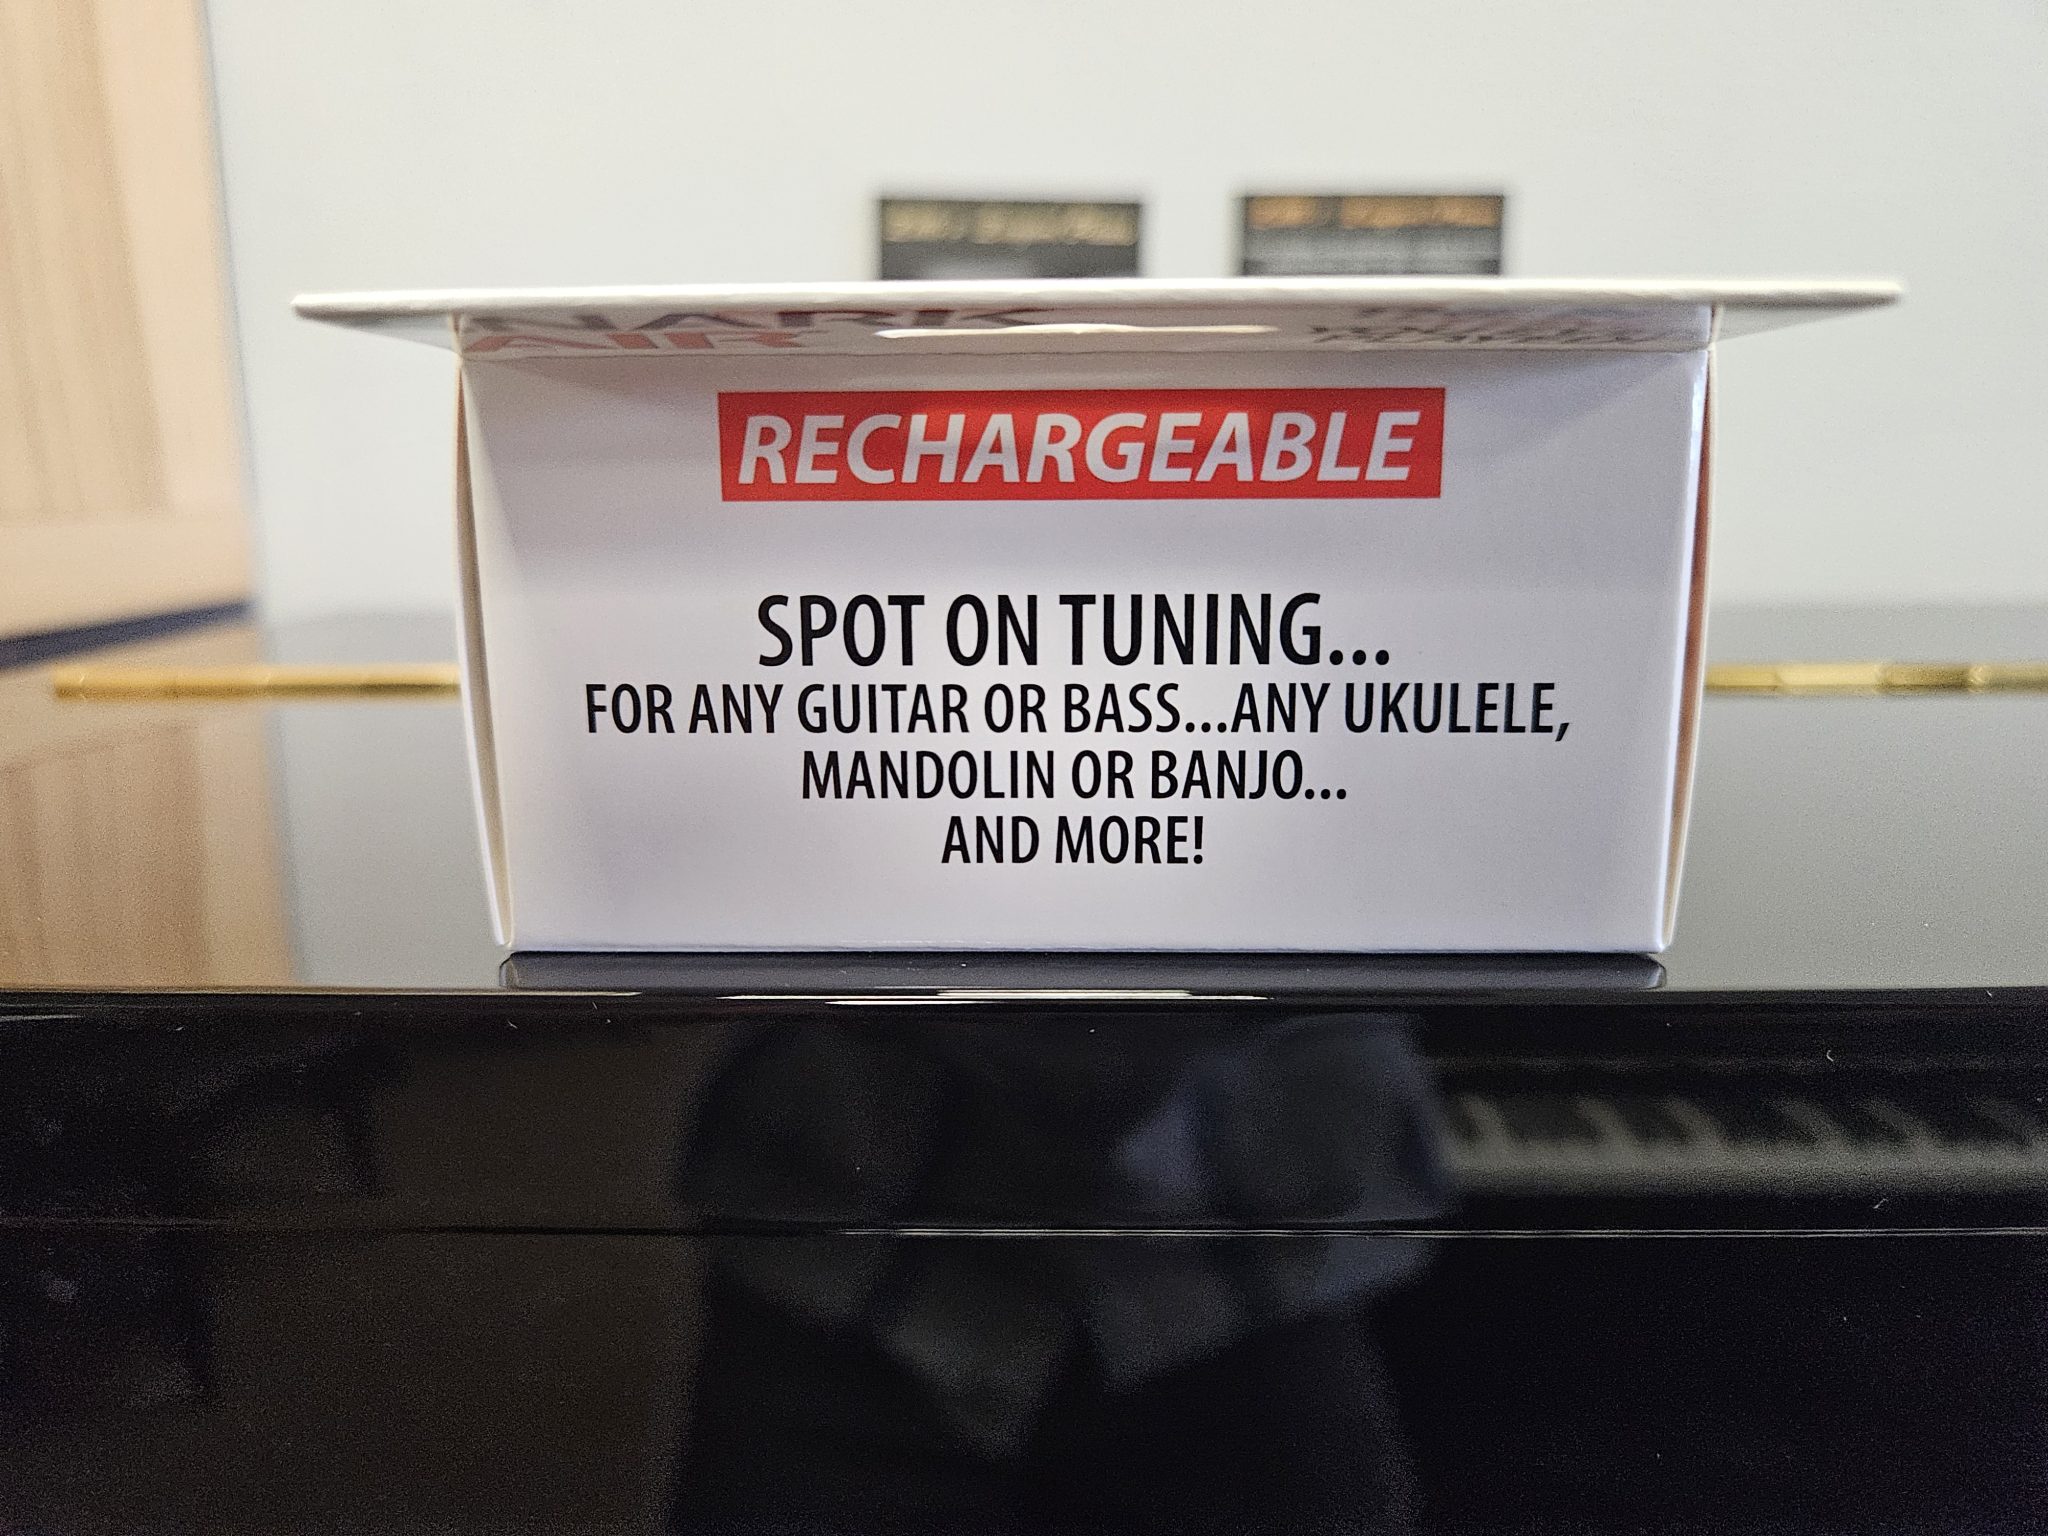 RECHARGEABLE
SPOT ON TUNING...
FOR ANY GUITAR OR BASS...ANY UKULELE,
MANDOLIN OR BANJO...
AND MORE!